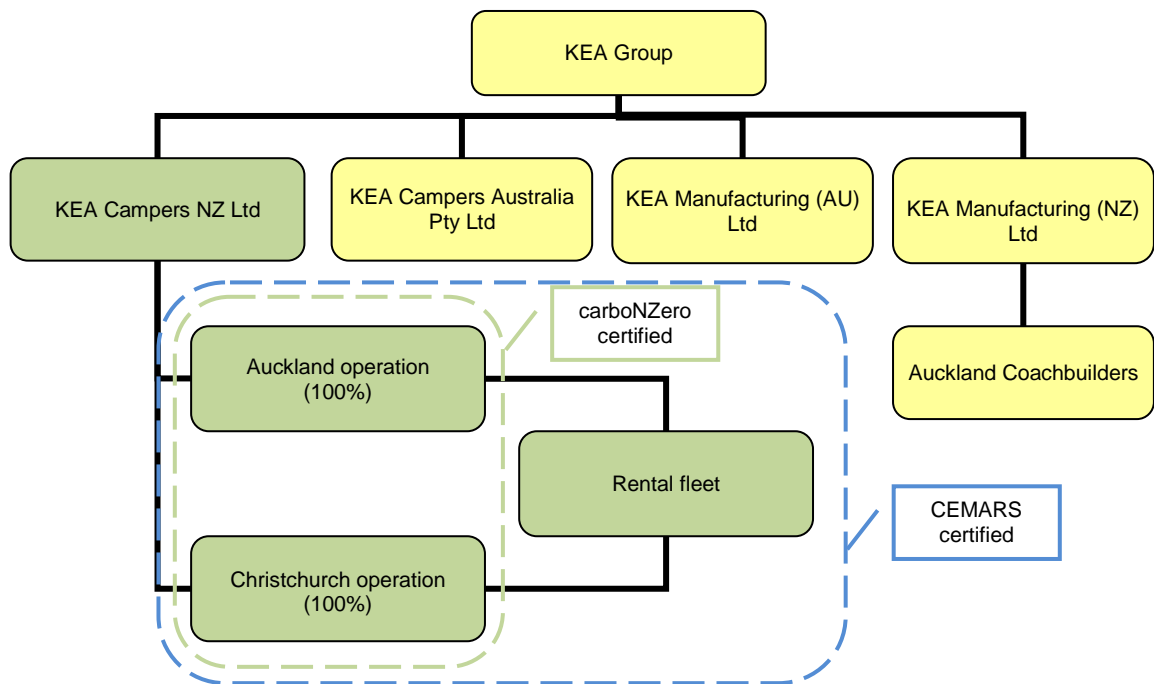 KEA Group
KEA Campers NZ Ltd
KEA Campers Australia
Pty Ltd
KEA Manufacturing (AU)
Ltd
KEA Manufacturing (NZ)
Ltd
carboNZero
certified
Auckland operation
(100%)
Auckland Coachbuilders
Rental fleet
CEMARS
certified
Christchurch operation
(100%)